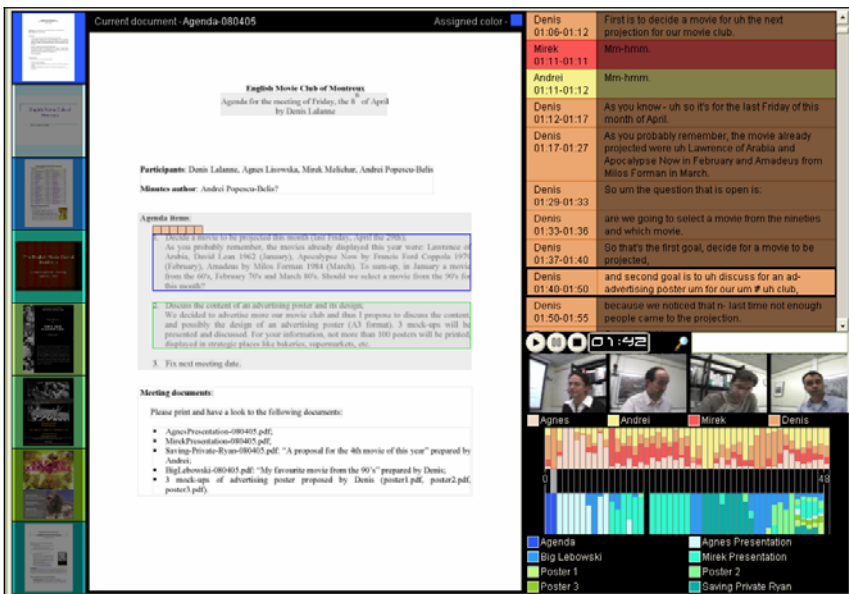 Current document - Agenda-080405
Assigned color -
English Movie Club of Montreux
Agenda for the meeting of Friday, the 8th of April
by Denis Lalanne
Participants: Denis Lalanne, Agnes Lisowska, Mirek Melichar, Andrei Popescu-Belis
Minutes author: Andrei Popescu-Belis?
Agenda items:
1. Decide a movie to be projected this month (last Friday, April the 29th);
As you probably remember, the movies already displayed this year were: Lawrence of
Arabia, David Lean 1962 (January), Apocalypse Now by Francis Ford Coppola 1979
(February), Amadeus by Milos Forman 1984 (March). To sum-up, in January a movie
from the 60's, February 70's and March 80's. Should we select a movie from the 90's for
this month?
2. Discuss the content of an advertising poster and its design;
We decided to advertise more our movie club and thus I propose to discuss the content,
and possibly the design of an advertising poster (A3 format). 3 mock-ups will be
presented and discussed. For your information, not more than 100 posters will be printed,
displayed in strategic places like bakeries, supermarkets, etc.
3. Fix next meeting date.
Meeting documents:
Please print and have a look to the following documents:
▪ AgnesPresentation-080405.pdf;
▪ MirekPresentation-080405.pdf;
▪ Saving-Private-Ryan-080405.pdf: "A proposal for the 4th movie of this year" prepared by
Andrei;
▪ BigLebowski-080405.pdf: "My favourite movie from the 90's" prepared by Denis;
▪ 3 mock-ups of advertising poster proposed by Denis (poster1.pdf, poster2.pdf,
poster3.pdf).
Denis
01:06-01:12
First is to decide a movie for uh the next
projection for our movie club.
Mirek
01:11-01:11
Mm-hmm.
Andrei
01:11-01:12
Mm-hmm.
Denis
01:12-01:17
As you know - uh so it's for the last Friday of this
month of April.
Denis
01:17-01:27
As you probably remember, the movie already
projected were uh Lawrence of Arabia and
Apocalypse Now in February and Amadeus from
Milos Forman in March.
Denis
01:29-01:33
So um the question that is open is:
Denis
01:33-01:36
are we going to select a movie from the nineties
and which movie.
Denis
01:37-01:40
So that's the first goal, decide for a movie to be
projected,
Denis
01:40-01:50
and second goal is to uh discuss for an ad-
advertising poster um for our um # uh club,
Denis
01:50-01:55
because we noticed that n- last time not enough
people came to the projection.
01:42
Agnes
Andrei
Mirek
Denis
0
49
Agenda
Agnes Presentation
Big Lebowski
Mirek Presentation
Poster 1
Poster 2
Poster 3
Saving Private Ryan